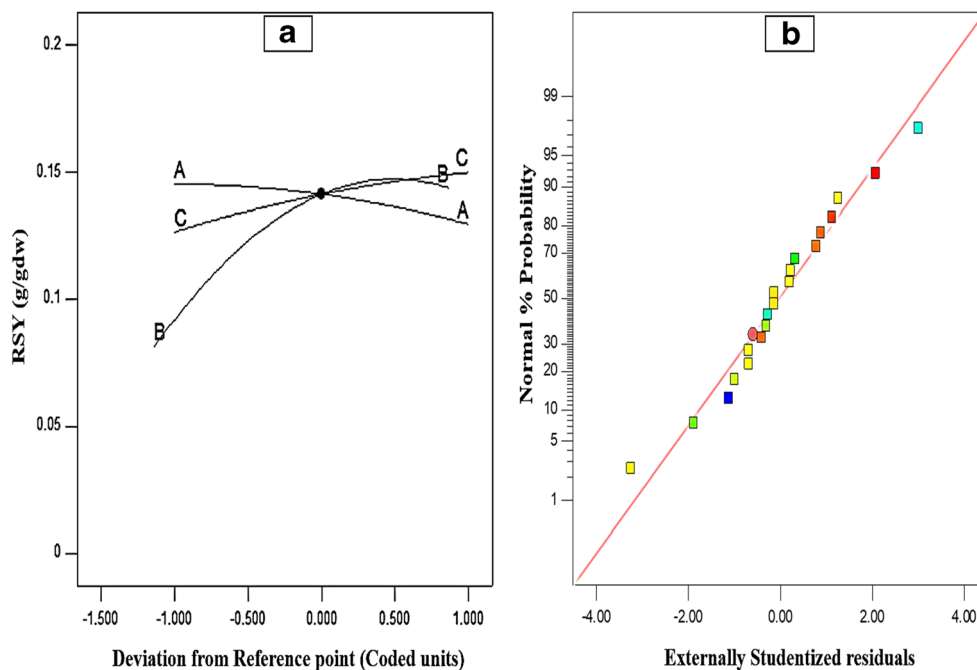 a
0.2
0.15
0.1
0.05
0
RSY (g/gdw)
A
C
B
C
B
A
-1.500 -1.000 -0.500 0.000 0.500 1.000
Deviation from Reference point (Coded units)
b
99
95
90
80
70
50
30
20
10
5
1
Normal % Probability
-4.00 -2.00 0.00 2.00 4.00
Externally Studentized residuals